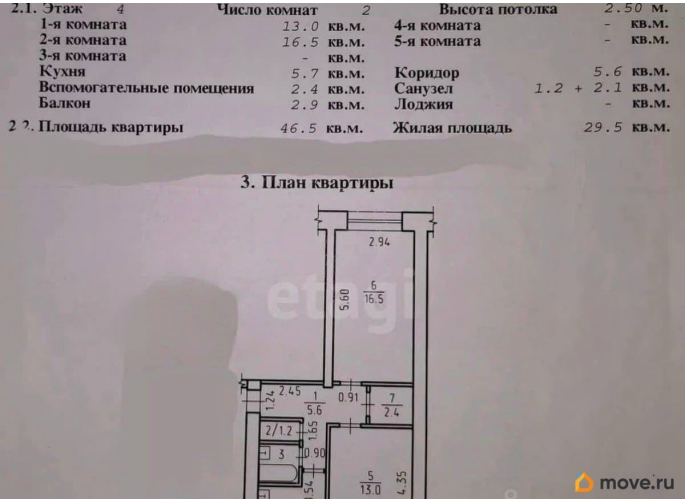 2.1. Этаж 4 Число комнат 2 Высота потолка 2.50 м.
1-я комната 13.0 кв.м. 4-я комната - кв.м.
2-я комната 16.5 кв.м. 5-я комната - кв.м.
3-я комната - кв.м.
Кухня 5.7 кв.м. Коридор 5.6 кв.м.
Вспомогательные помещения 2.4 кв.м. Санузел 1.2 + 2.1 кв.м.
Балкон 2.9 кв.м. Лоджия - кв.м.
2.2. Площадь квартиры 46.5 кв.м. Жилая площадь 29.5 кв.м.
3. План квартиры
2.94
5.60
6
16.5
etagi
2.45
1.24
1
5.6
0.91
7
2.4
2/1.2
1.65
3
0.90
5
13.0
4.35
.54
move.ru